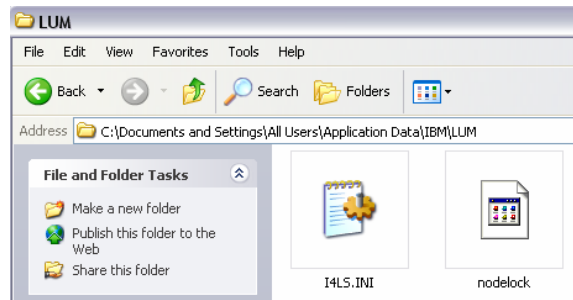 LUM
File Edit View Favorites Tools Help
Back Search Folders
Address C:\Documents and Settings\All Users\Application Data\IBM\LUM
File and Folder Tasks
Make a new folder
Publish this folder to the
Web
Share this folder
I4LS.INI nodelock